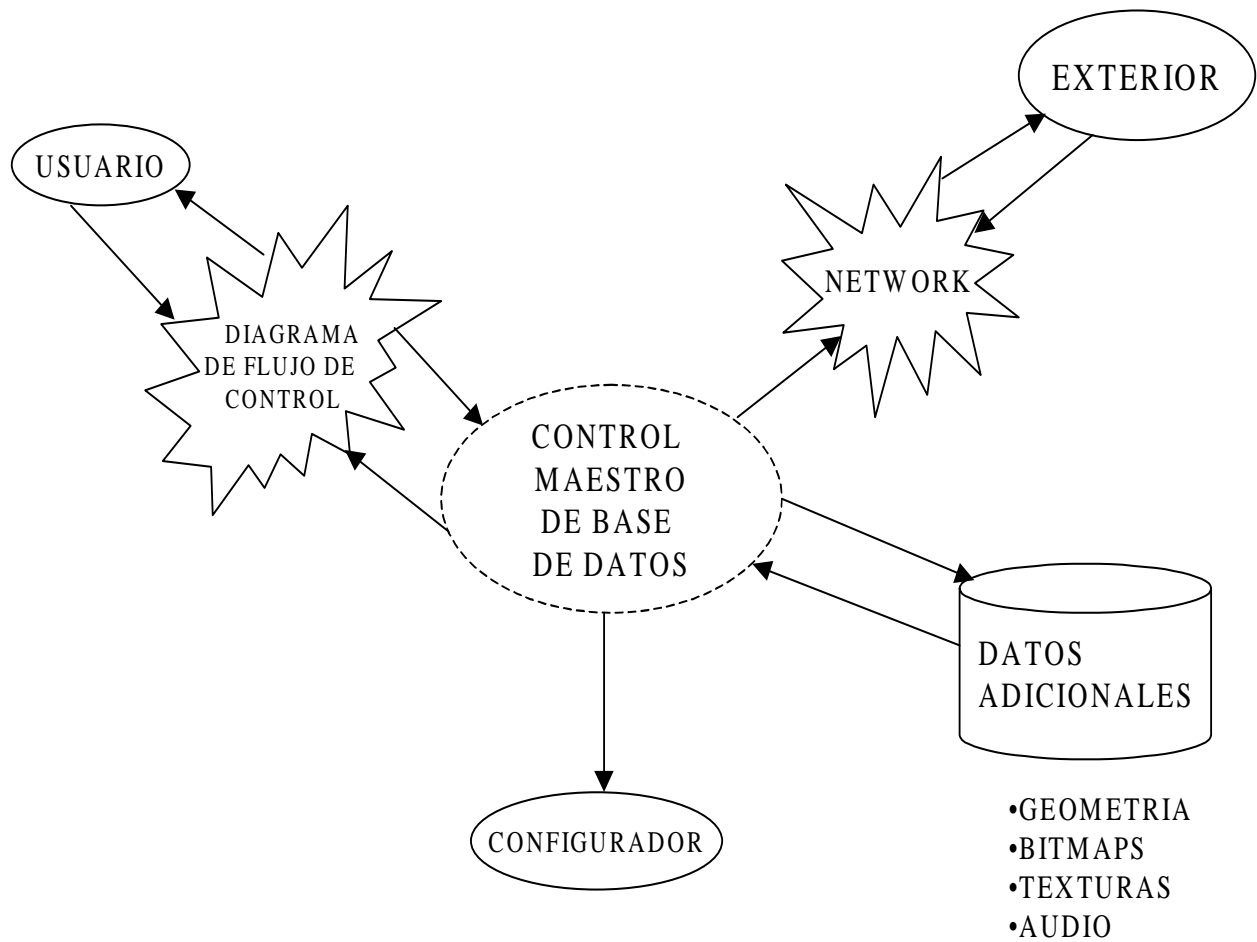 EXTERIOR
USUARIO
NETWORK
DIAGRAMA
DE FLUJO DE
CONTROL
CONTROL
MAESTRO
DE BASE
DE DATOS
DATOS
ADICIONALES
CONFIGURADOR
•GEOMETRIA
•BITMAPS
•TEXTURAS
•AUDIO